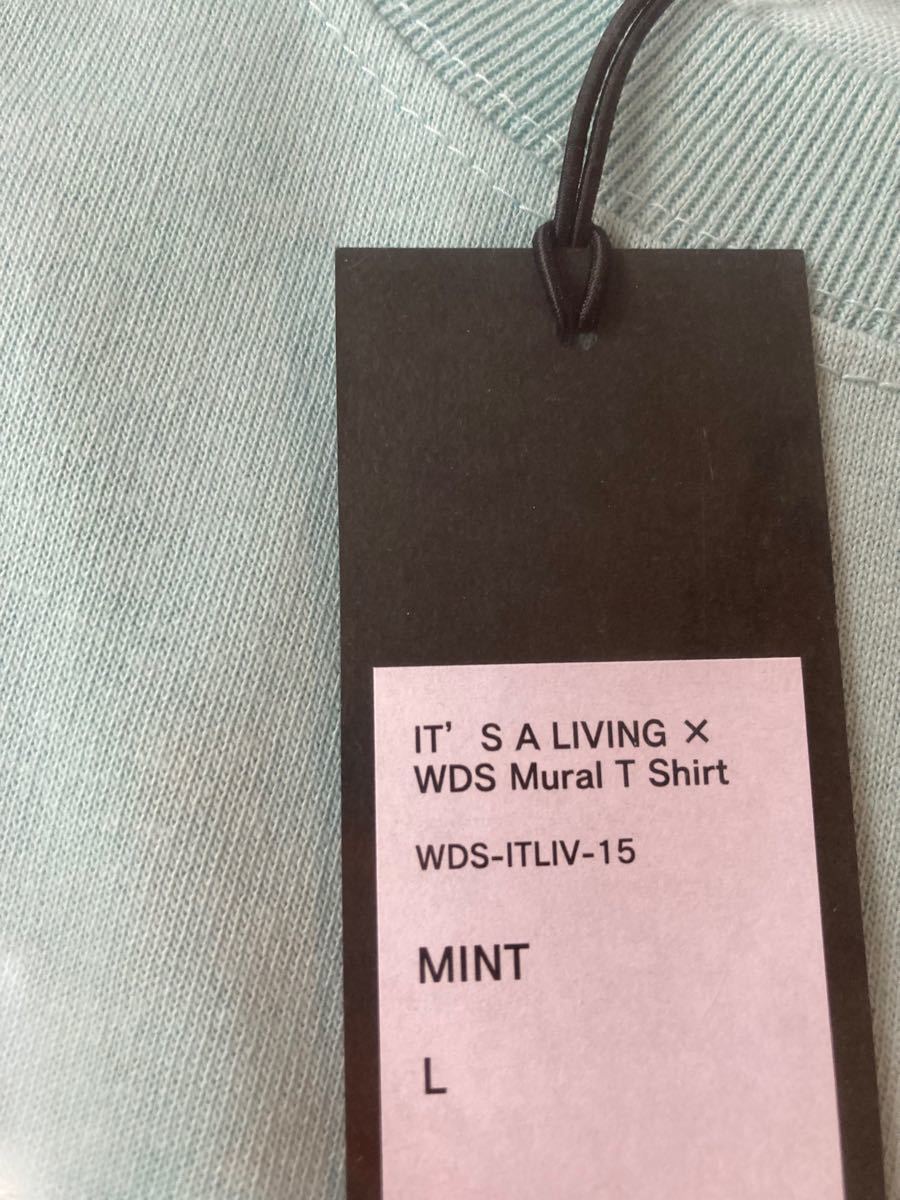 IT’ S A LIVING ×
WDS Mural T Shirt
WDS-ITLIV-15
MINT
L